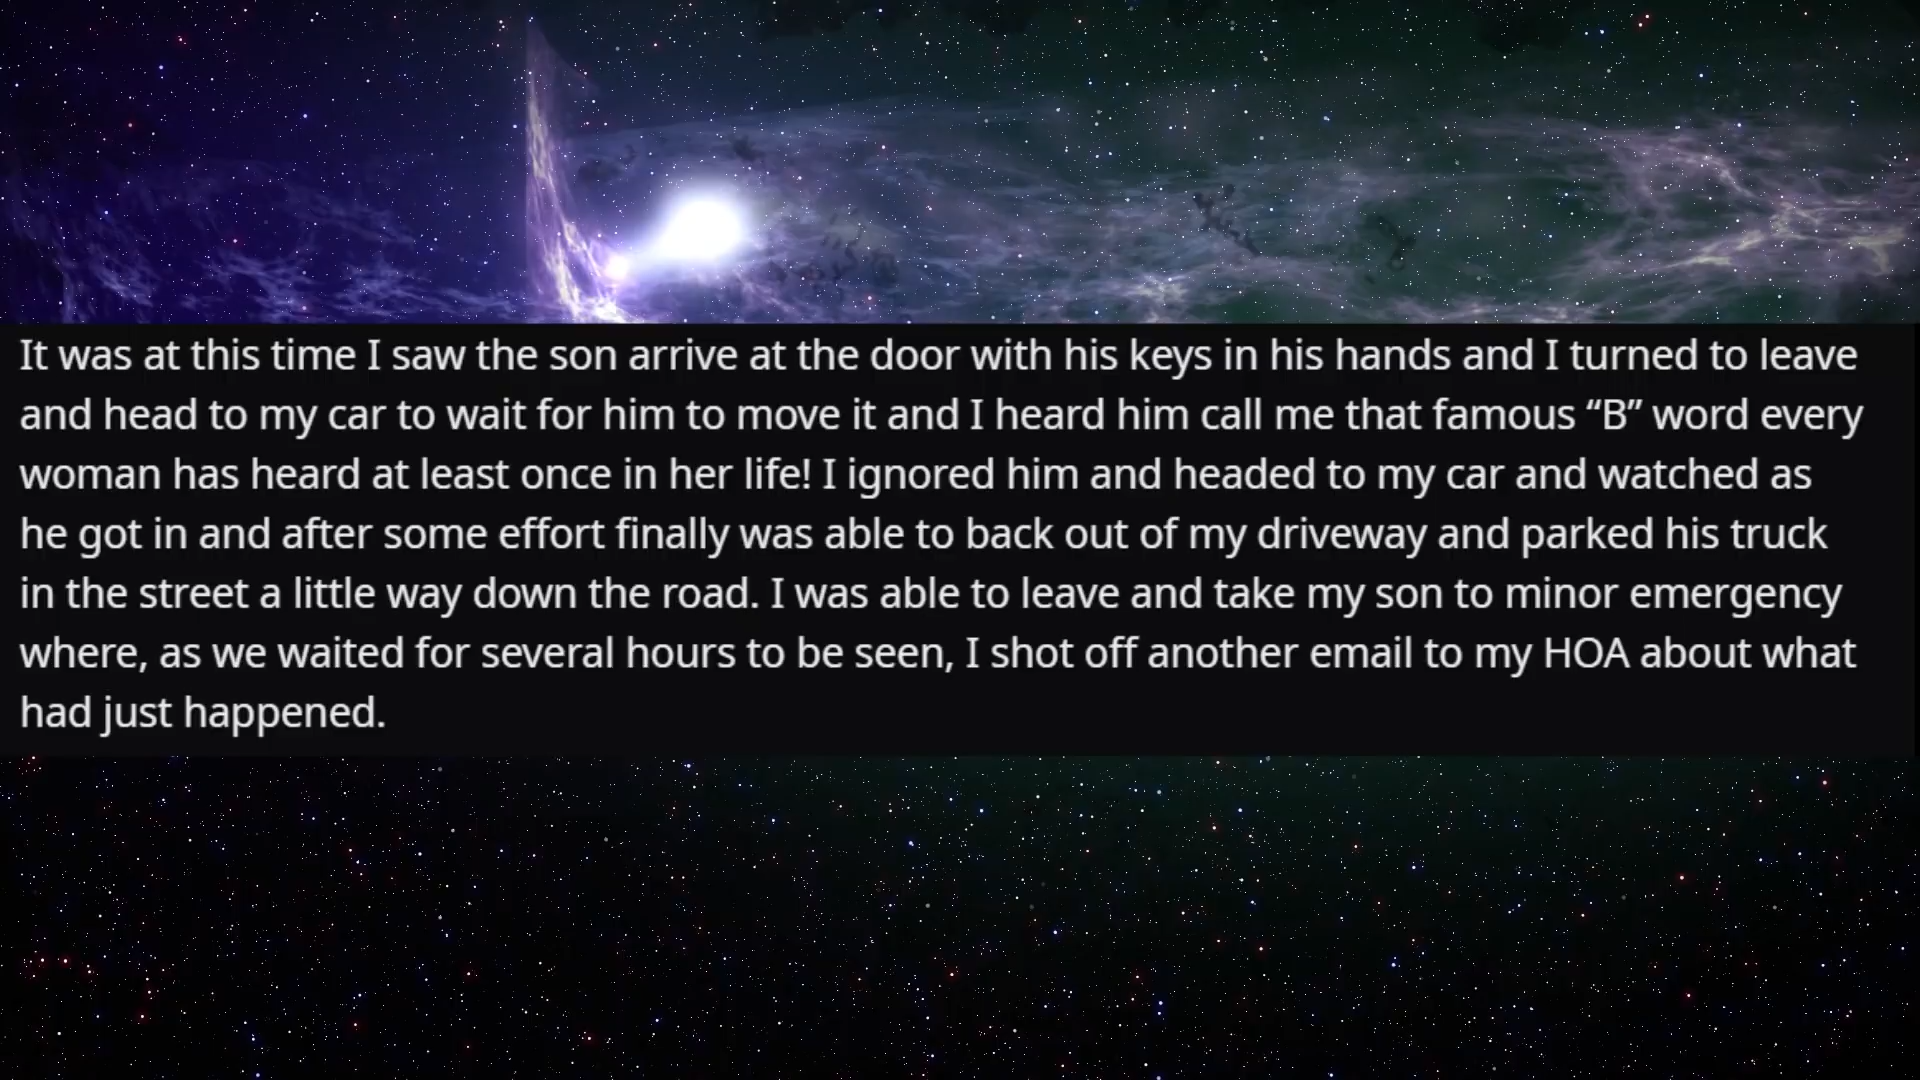 It was at this time I saw the son arrive at the door with his keys in his hands and I turned to leave
and head to my car to wait for him to move it and I heard him call me that famous “B” word every
woman has heard at least once in her life! I ignored him and headed to my car and watched as
he got in and after some effort finally was able to back out of my driveway and parked his truck
in the street a little way down the road. I was able to leave and take my son to minor emergency
where, as we waited for several hours to be seen, I shot off another email to my HOA about what
had just happened.